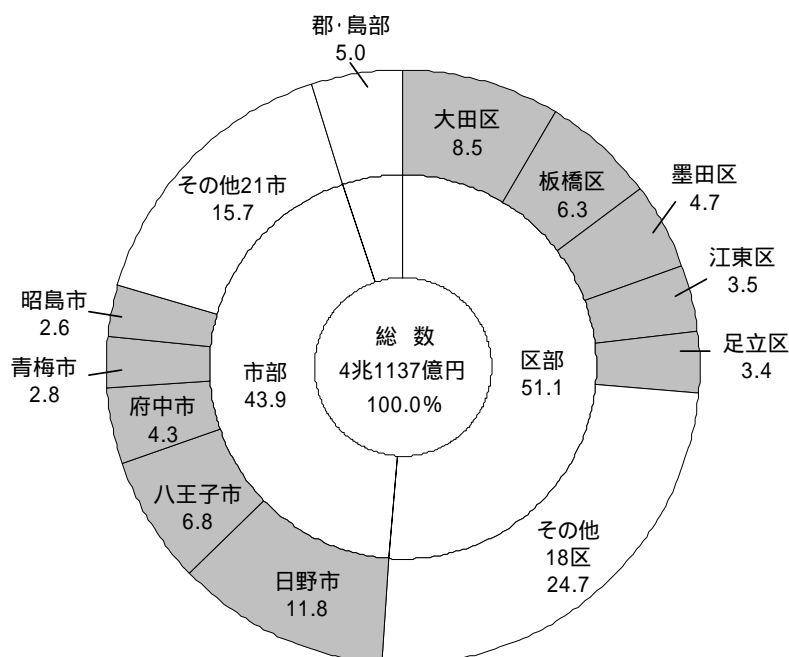 郡・島部
5.0
大田区
8.5
板橋区
6.3
墨田区
4.7
江東区
3.5
足立区
3.4
その他
18区
24.7
日野市
11.8
八王子市
6.8
府中市
4.3
青梅市
2.8
昭島市
2.6
その他21市
15.7
市部
43.9
総 数
4兆1137億円
100.0%
区部
51.1